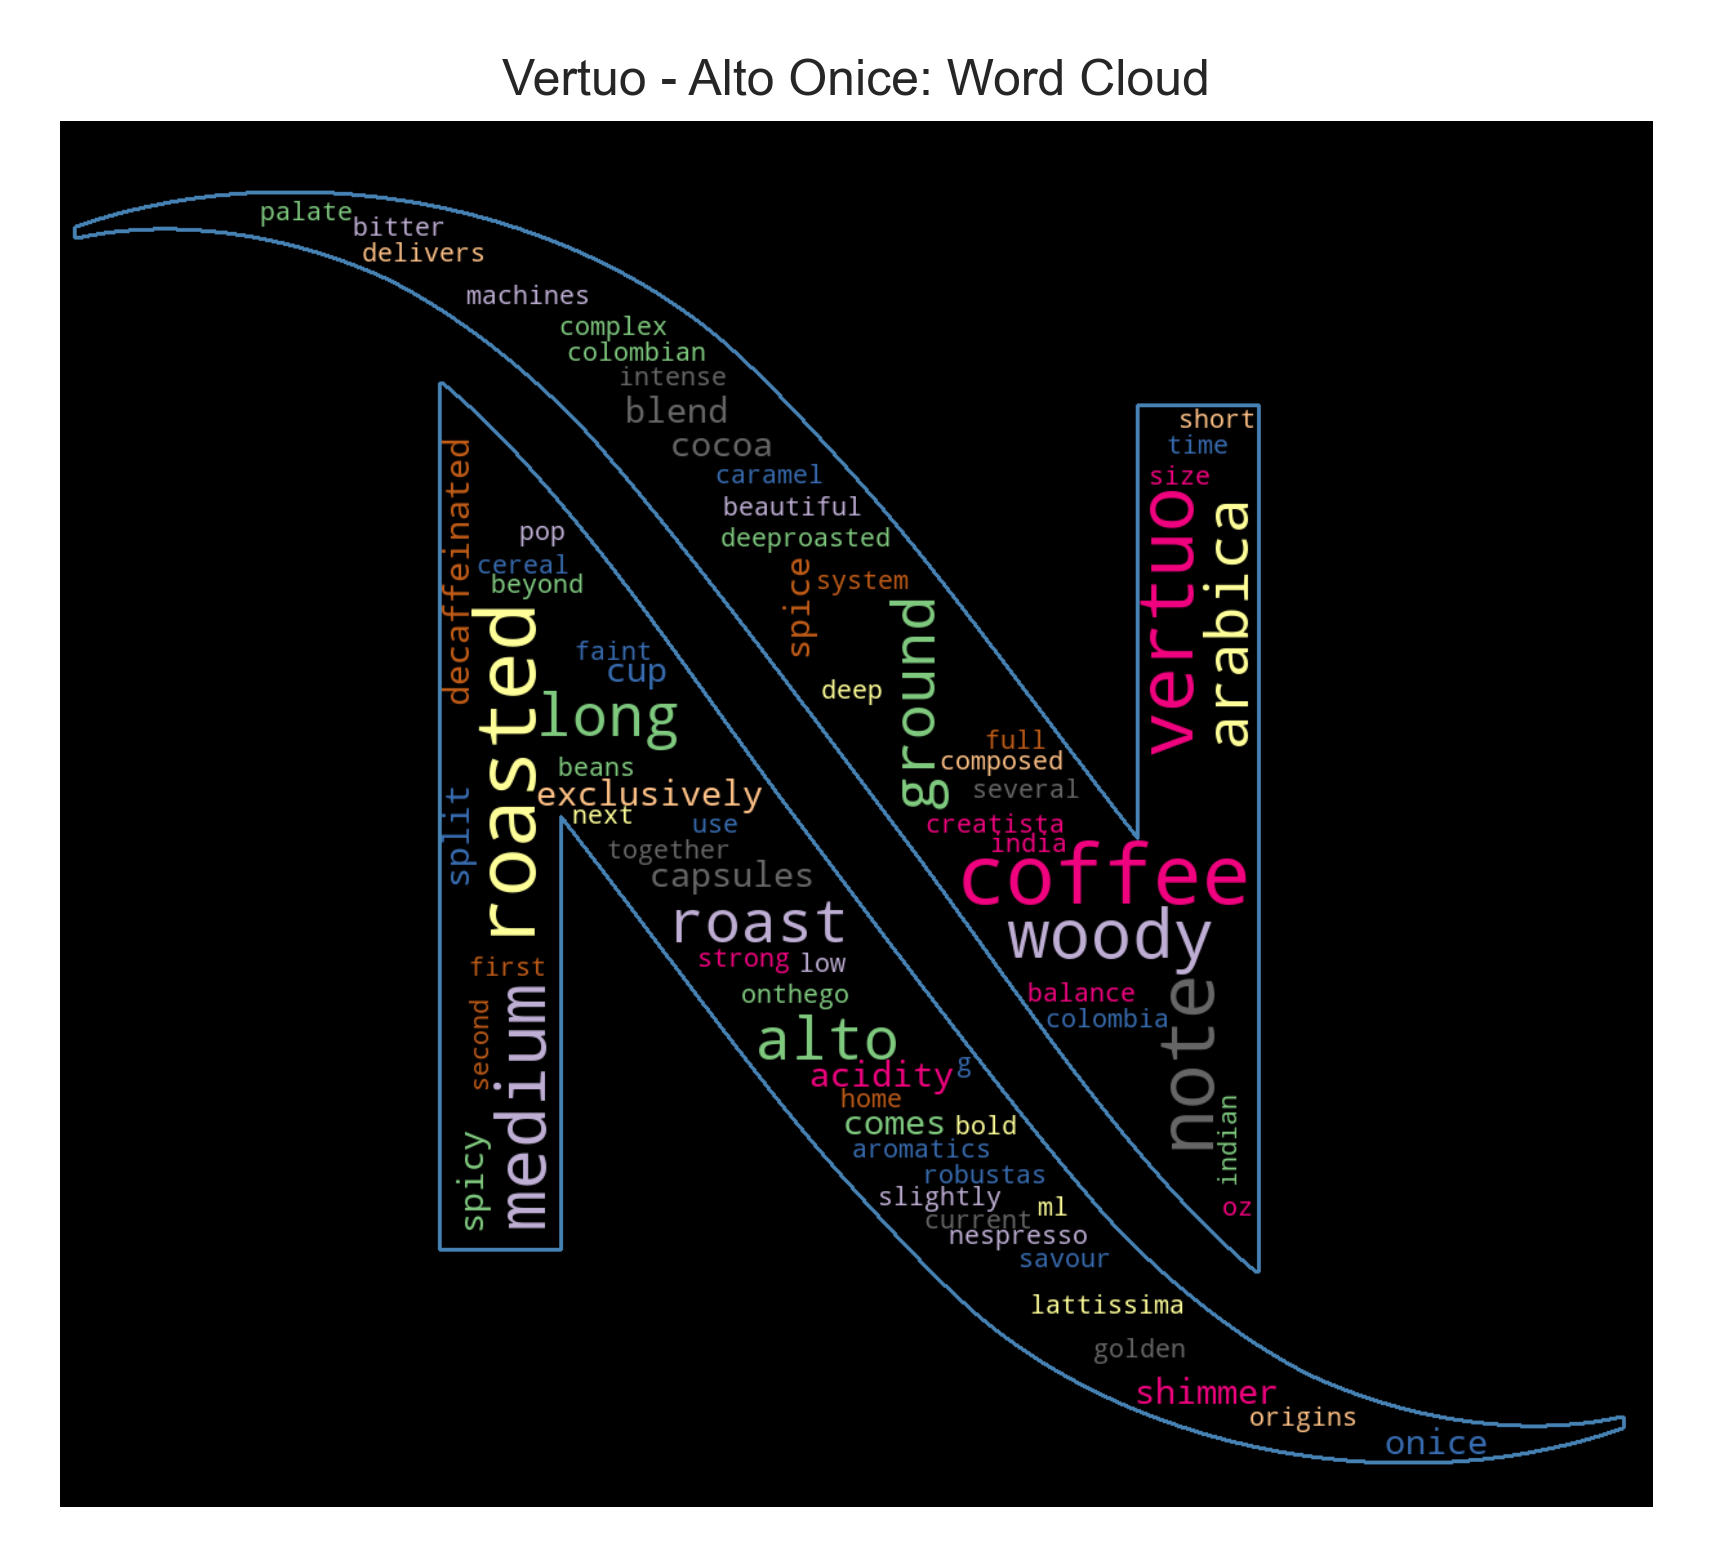 Vertuo - Alto Onice: Word Cloud
palate
bitter
delivers
machines
complex
colombian
intense
blend
cocoa
caramel
beautiful
deeproasted
spice
system
ground
deep
full
composed
several
creatista
india
coffee
woody
note
balance
colombia
indian
oz
short
time
size
vertuo
arabica
decaffeinated
pop
cereal
beyond
roasted
faint
cup
long
beans
exclusively
next
use
split
together
capsules
roast
strong
low
first
second
medium
spicy
onthego
alto
acidity
g
home
comes
bold
aromatics
robustas
slightly
ml
current
nespresso
savour
lattissima
golden
shimmer
origins
onice